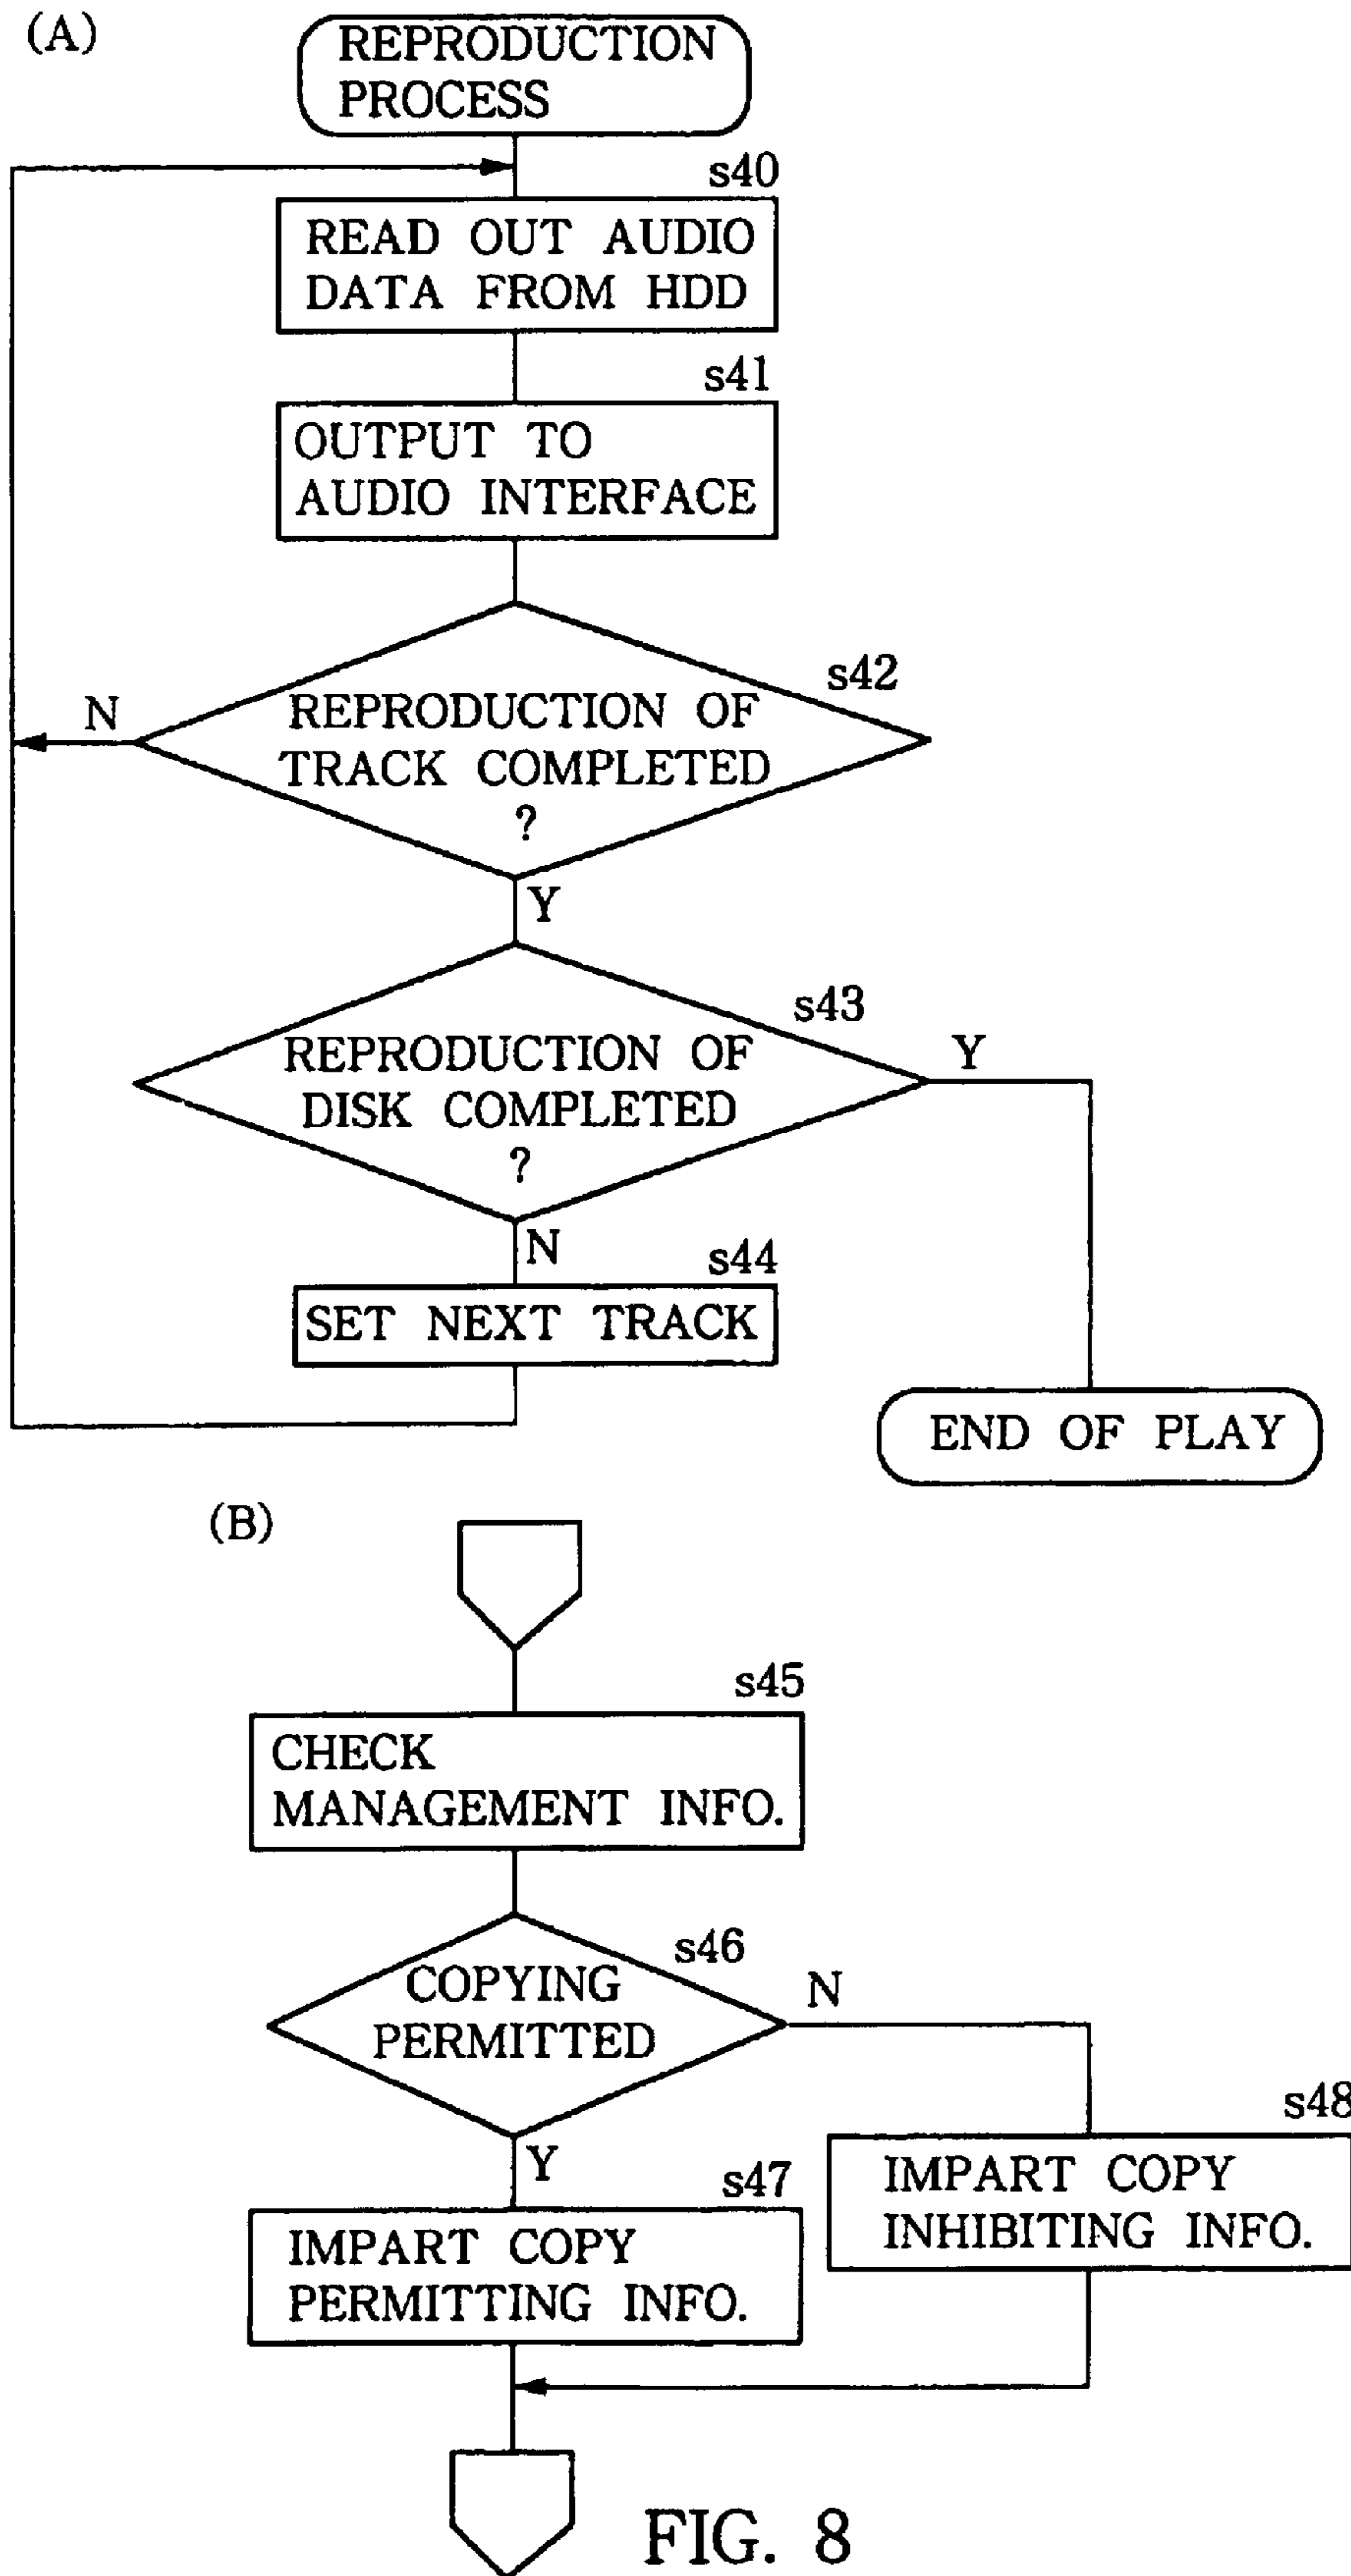 (A)
REPRODUCTION
PROCESS
s40
READ OUT AUDIO
DATA FROM HDD
s41
OUTPUT TO
AUDIO INTERFACE
s42
N
REPRODUCTION OF
TRACK COMPLETED
?
Y
s43
Y
REPRODUCTION OF
DISK COMPLETED
?
N
s44
SET NEXT TRACK
END OF PLAY
(B)
s45
CHECK
MANAGEMENT INFO.
s46
COPYING
PERMITTED
N
s48
Y
IMPART COPY
INHIBITING INFO.
s47
IMPART COPY
PERMITTING INFO.
FIG. 8